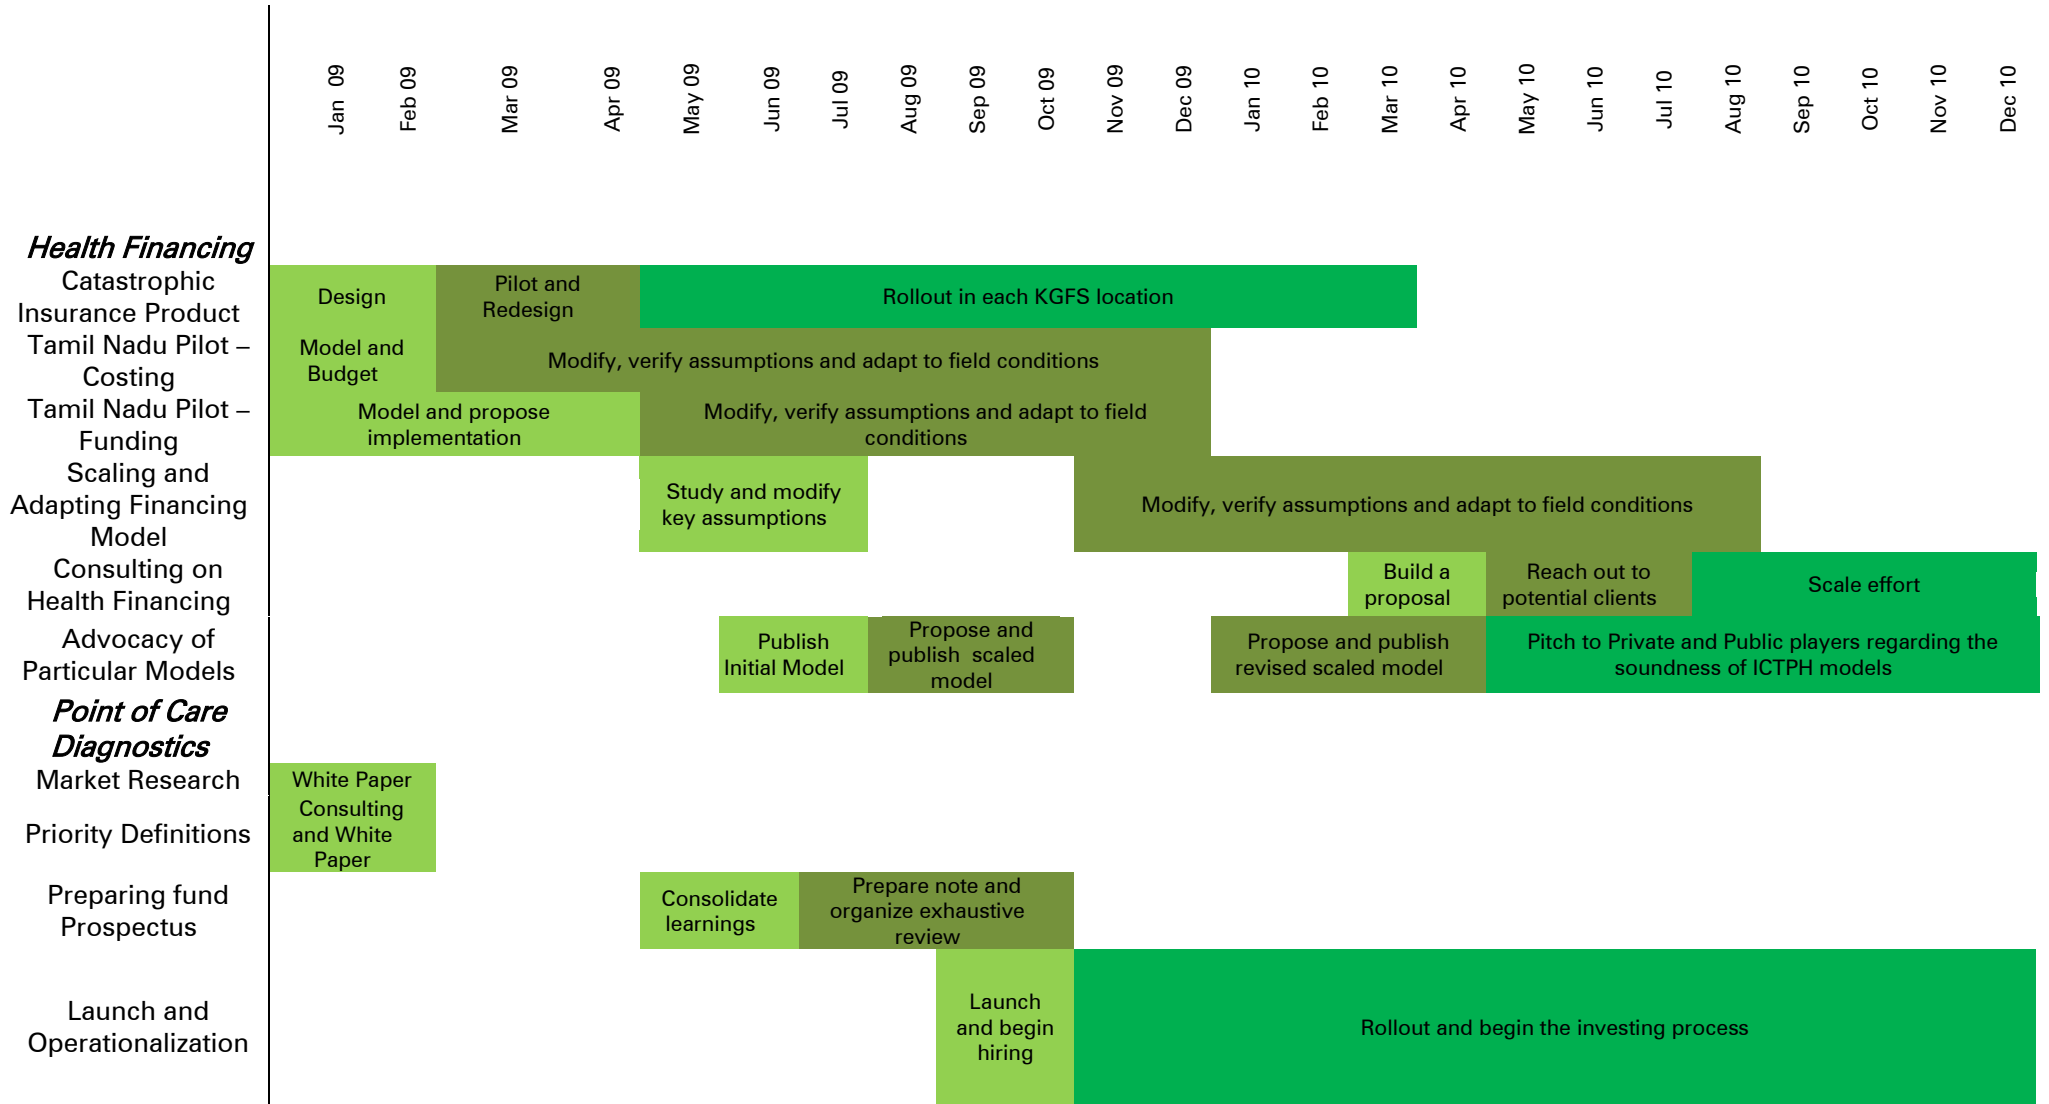 Jan 09
Feb 09
Mar 09
Apr 09
May 09
Jun 09
Jul 09
Aug 09
Sep 09
Oct 09
Nov 09
Dec 09
Jan 10
Feb 10
Mar 10
Apr 10
May 10
Jun 10
Jul 10
Aug 10
Sep 10
Oct 10
Nov 10
Dec 10
Health Financing
Catastrophic
Insurance Product
Design
Pilot and
Redesign
Rollout in each KGFS location
Tamil Nadu Pilot –
Costing
Model and
Budget
Modify, verify assumptions and adapt to field conditions
Tamil Nadu Pilot –
Funding
Model and propose
implementation
Modify, verify assumptions and adapt to field
conditions
Scaling and
Adapting Financing
Model
Study and modify
key assumptions
Modify, verify assumptions and adapt to field conditions
Consulting on
Health Financing
Build a
proposal
Reach out to
potential clients
Scale effort
Advocacy of
Particular Models
Publish
Initial Model
Propose and
publish scaled
model
Propose and publish
revised scaled model
Pitch to Private and Public players regarding the
soundness of ICTPH models
Point of Care
Diagnostics
Market Research
White Paper
Priority Definitions
Consulting
and White
Paper
Preparing fund
Prospectus
Consolidate
learnings
Prepare note and
organize exhaustive
review
Launch and
Operationalization
Launch
and begin
hiring
Rollout and begin the investing process